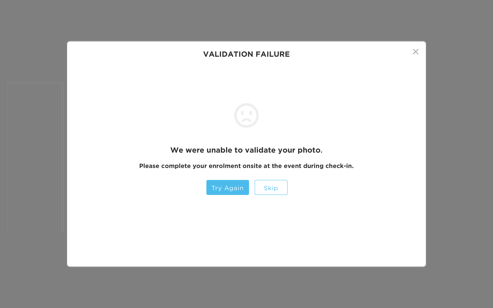 VALIDATION FAILURE
We were unable to validate your photo.
Please complete your enrolment onsite at the event during check-in.
Try Again Skip